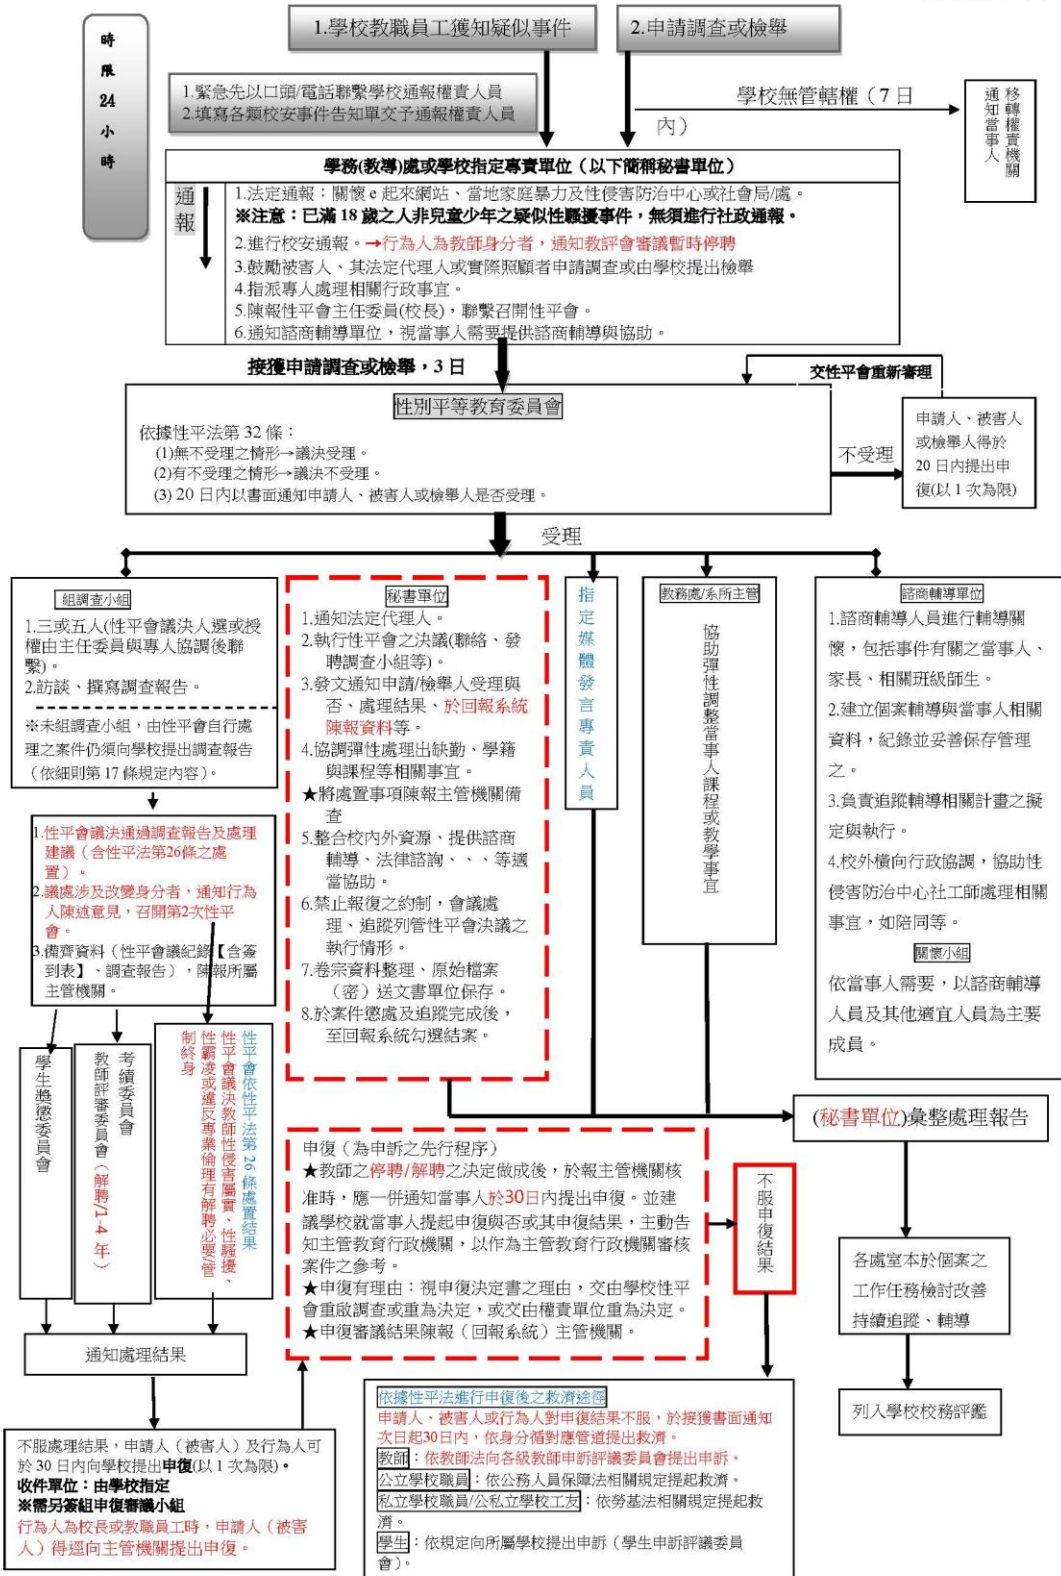 時
限
24
小
時
1.學校教職員工獲知疑似事件
2.申請調查或檢舉
1.緊急先以口頭/電話聯繫學校通報權責人員
2.填寫各類校安事件告知單交予通報權責人員
學校無管轄權（7 日
內）
移轉權責機關
通知當事人
學務(教導)處或學校指定專責單位（以下簡稱秘書單位）
通報
1.法定通報：關懷 e 起來網站、當地家庭暴力及性侵害防治中心或社會局/處。
※注意：已滿 18 歲之人非兒童少年之疑似性騷擾事件，無須進行社政通報。
2.進行校安通報。→行為人為教師身分者，通知教評會審議暫時停聘
3.鼓勵被害人、其法定代理人或實際照顧者申請調查或由學校提出檢舉
4.指派專人處理相關行政事宜。
5.陳報性平會主任委員(校長)，聯繫召開性平會。
6.通知諮商輔導單位，視當事人需要提供諮商輔導與協助。
接獲申請調查或檢舉，3 日
交性平會重新審理
性別平等教育委員會
依據性平法第 32 條：
(1)無不受理之情形→議決受理。
(2)有不受理之情形→議決不受理。
(3) 20 日內以書面通知申請人、被害人或檢舉人是否受理。
不受理
申請人、被害人
或檢舉人得於
20 日內提出申
復(以 1 次為限)
受理
組調查小組
1.三或五人(性平會議決人選或授
權由主任委員與專人協調後聯
繫)。
2.訪談、撰寫調查報告。
※未組調查小組，由性平會自行處
理之案件仍須向學校提出調查報告
（依細則第 17 條規定內容）。
1.性平會議決通過調查報告及處理
建議（含性平法第26條之處
置）。
2.議處涉及改變身分者，通知行為
人陳述意見，召開第2次性平
會。
3.備齊資料（性平會議紀錄【含簽
到表】、調查報告），陳報所屬
主管機關。
學生獎懲委員會
考績委員會
教師評審委員會（解聘/1-4 年）
性平會依性平法第 26 條處置結果
性平會議決教師性侵害屬實、性騷擾、
性霸凌或違反專業倫理有解聘必要/管
制終身
通知處理結果
不服處理結果，申請人（被害人）及行為人可
於 30 日內向學校提出申復(以 1 次為限)。
收件單位：由學校指定
※需另簽組申復審議小組
行為人為校長或教職員工時，申請人（被害
人）得逕向主管機關提出申復。
秘書單位
1.通知法定代理人。
2.執行性平會之決議(聯絡、發
聘調查小組等)。
3.發文通知申請/檢舉人受理與
否、處理結果、於回報系統
陳報資料等。
4.協調彈性處理出缺勤、學籍
與課程等相關事宜。
★將處置事項陳報主管機關備
查
5.整合校內外資源、提供諮商
輔導、法律諮詢、、、等適
當協助。
6.禁止報復之約制，會議處
理、追蹤列管性平會決議之
執行情形。
7.卷宗資料整理、原始檔案
（密）送文書單位保存。
8.於案件懲處及追蹤完成後，
至回報系統勾選結案。
指定媒體發言專責人員
教務處/系所主管
協助彈性調整當事人課程或教學事宜
諮商輔導單位
1.諮商輔導人員進行輔導關
懷，包括事件有關之當事人、
家長、相關班級師生。
2.建立個案輔導與當事人相關
資料，紀錄並妥善保存管理
之。
3.負責追蹤輔導相關計畫之擬
定與執行。
4.校外橫向行政協調，協助性
侵害防治中心社工師處理相關
事宜，如陪同等。
關懷小組
依當事人需要，以諮商輔導
人員及其他適宜人員為主要
成員。
(秘書單位)彙整處理報告
申復（為申訴之先行程序）
★教師之停聘/解聘之決定做成後，於報主管機關核
准時，應一併通知當事人於30日內提出申復。並建
議學校就當事人提起申復與否或其申復結果，主動告
知主管教育行政機關，以作為主管教育行政機關審核
案件之參考。
★申復有理由：視申復決定書之理由，交由學校性平
會重啟調查或重為決定，或交由權責單位重為決定。
★申復審議結果陳報（回報系統）主管機關。
不服申復結果
各處室本於個案之
工作任務檢討改善
持續追蹤、輔導
列入學校校務評鑑
依據性平法進行申復後之救濟途徑
申請人、被害人或行為人對申復結果不服，於接獲書面通知
次日起30日內，依身分循對應管道提出救濟。
教師：依教師法向各級教師申訴評議委員會提出申訴。
公立學校職員：依公務人員保障法相關規定提起救濟。
私立學校職員/公私立學校工友：依勞基法相關規定提起救
濟。
學生：依規定向所屬學校提出申訴（學生申訴評議委員
會）。